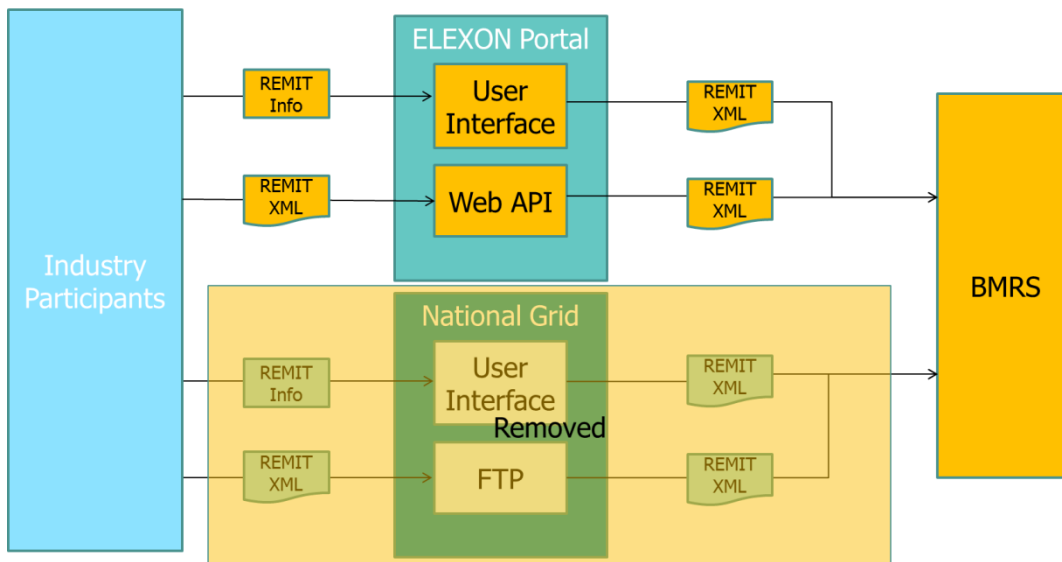 ELEXON Portal
REMIT
Info
User
Interface
REMIT
XML
REMIT
XML
Web API
REMIT
XML
Industry
Participants
BMRS
National Grid
REMIT
Info
User
Interface
REMIT
XML
Removed
REMIT
XML
FTP
REMIT
XML